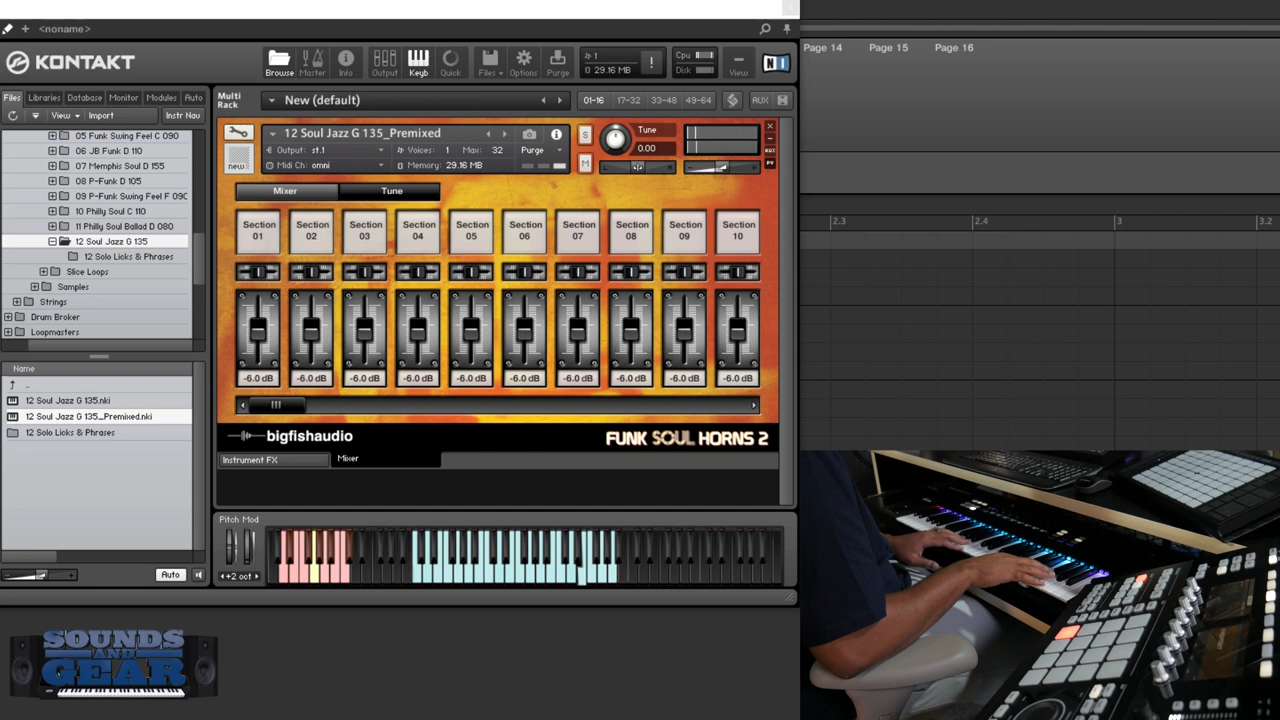 <noname>
KONTAKT
Browse Master Info Output Keyb Quick Files Options Purge
1
29.16 MB
!
Cpu
Disk
View
NI
Page 14 Page 15 Page 16
Files Libraries Database Monitor Modules Auto
View Import Instr Nav
Multi Rack
New (default)
01-16 17-32 33-48 49-64 AUX
05 Funk Swing Feel C 090
06 JB Funk D 110
07 Memphis Soul D 155
08 P-Funk D 105
09 P-Funk Swing Feel F 090
10 Philly Soul C 110
11 Philly Soul Ballad D 080
12 Soul Jazz G 135
12 Solo Licks & Phrases
Slice Loops
Samples
Strings
Drum Broker
Loopmasters
new..
12 Soul Jazz G 135_Premixed
Output: st.1 Voices: 1 Max: 32 Purge
Midi Ch: omni Memory: 29.16 MB
S
M
Tune
0.00
L R
AUX
PV
Mixer Tune
Section 01
Section 02
Section 03
Section 04
Section 05
Section 06
Section 07
Section 08
Section 09
Section 10
-6.0 dB -6.0 dB -6.0 dB -6.0 dB -6.0 dB -6.0 dB -6.0 dB -6.0 dB -6.0 dB -6.0 dB
2.3 2.4 3 3.2
Name
..
12 Soul Jazz G 135.nki
12 Soul Jazz G 135_Premixed.nki
12 Solo Licks & Phrases
bigfishaudio
FUNK SOUL HORNS 2
Instrument FX Mixer
Pitch Mod
+2 oct
Auto
SOUNDS
AND
GEAR